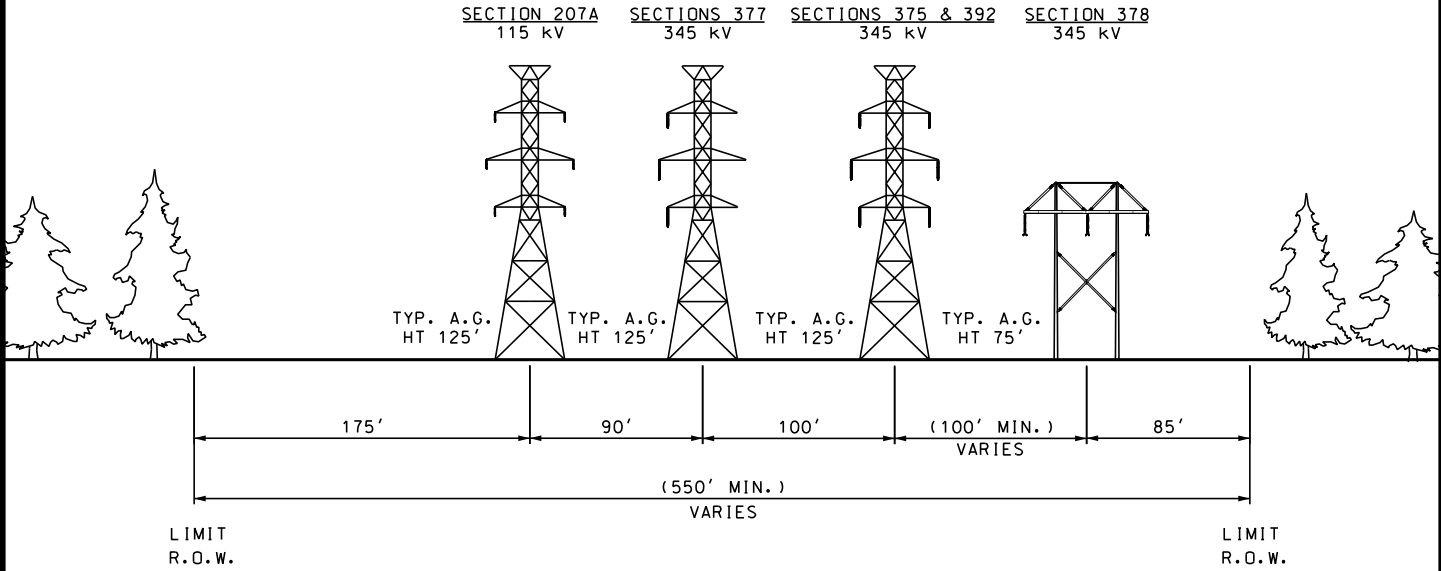 SECTION 207A
115 kV
SECTIONS 377
345 kV
SECTIONS 375 & 392
345 kV
SECTION 378
345 kV
TYP. A.G.
HT 125'
TYP. A.G.
HT 125'
TYP. A.G.
HT 125'
TYP. A.G.
HT 75'
175'
90'
100'
(100' MIN.)
VARIES
85'
(550' MIN.)
VARIES
LIMIT
R.O.W.
LIMIT
R.O.W.